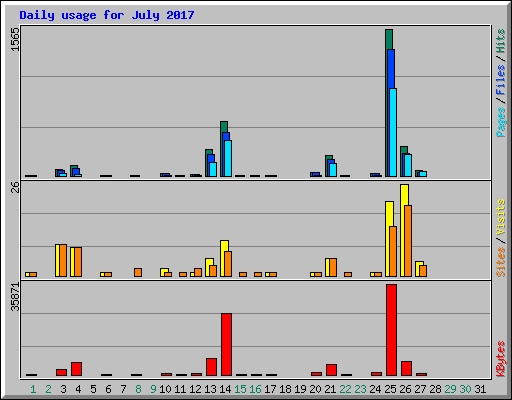 Daily usage for July 2017
1565
Pages / Files / Hits
26
Sites / Visits
35871
KBytes
1 2 3 4 5 6 7 8 9 10 11 12 13 14 15 16 17 18 19 20 21 22 23 24 25 26 27 28 29 30 31